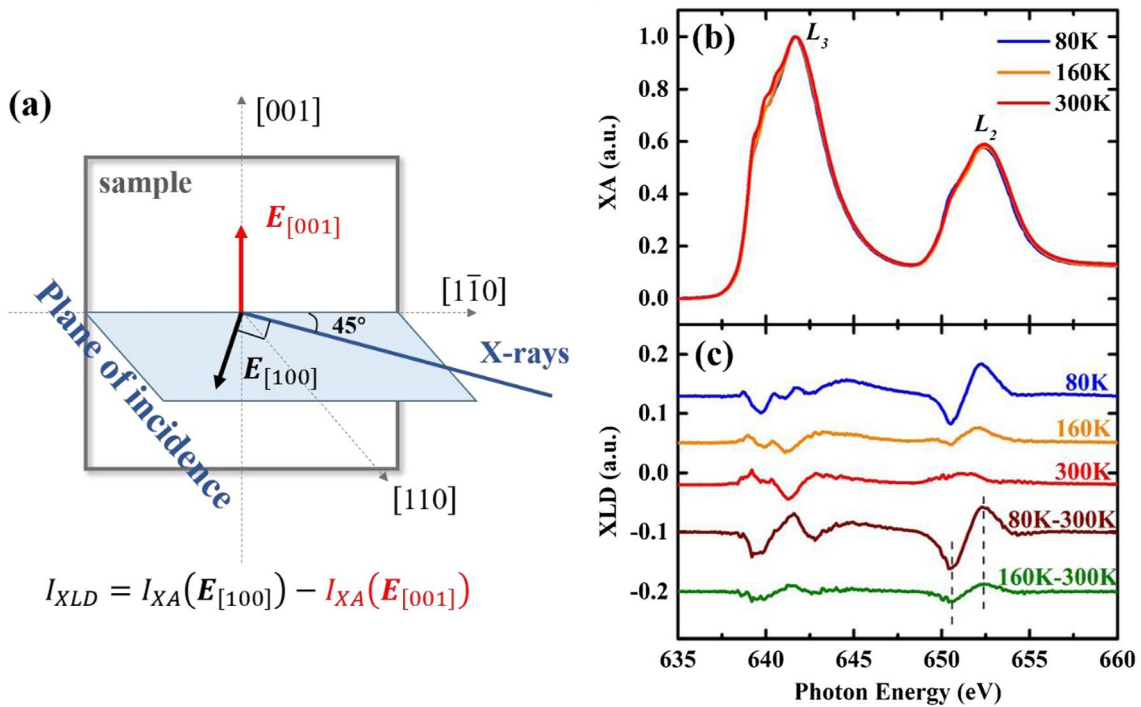 (a)
[001]
sample
E[001]
[11̅0]
45°
X-rays
E[100]
Plane of incidence
[110]
I_XLD = I_XA(E[100]) − I_XA(E[001])
(b)
L3
80K
160K
300K
L2
1.0
0.8
0.6
0.4
0.2
0.0
XA (a.u.)
(c)
0.2
0.1
0.0
-0.1
-0.2
XLD (a.u.)
80K
160K
300K
80K-300K
160K-300K
635 640 645 650 655 660
Photon Energy (eV)